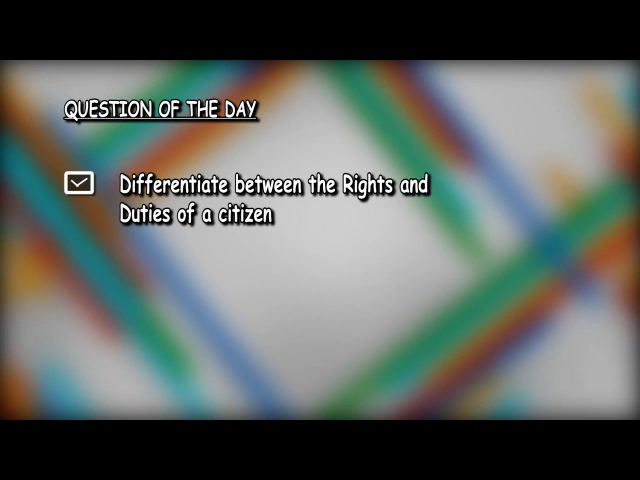 QUESTION OF THE DAY
Differentiate between the Rights and
Duties of a citizen